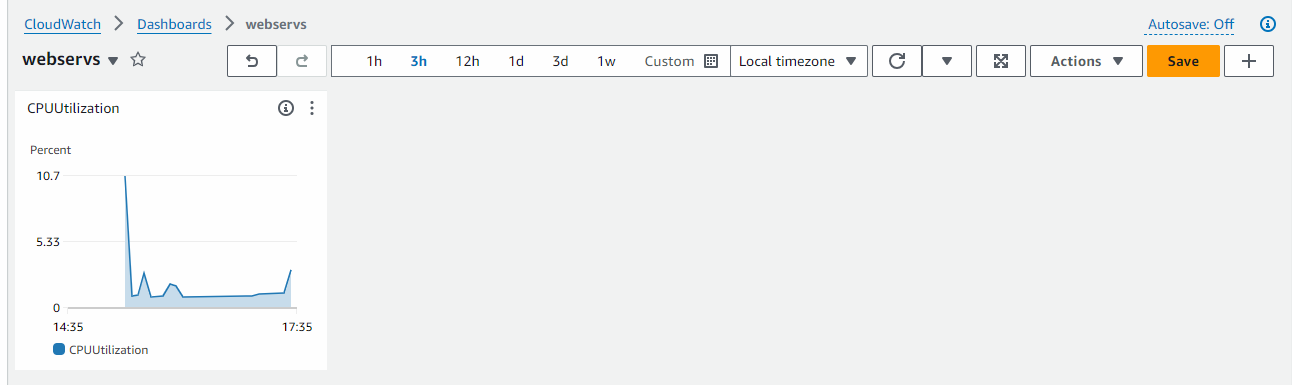 CloudWatch > Dashboards > webservs
Autosave: Off
webservs
1h 3h 12h 1d 3d 1w Custom Local timezone Actions Save
CPUUtilization
Percent
10.7
5.33
0
14:35 17:35
CPUUtilization